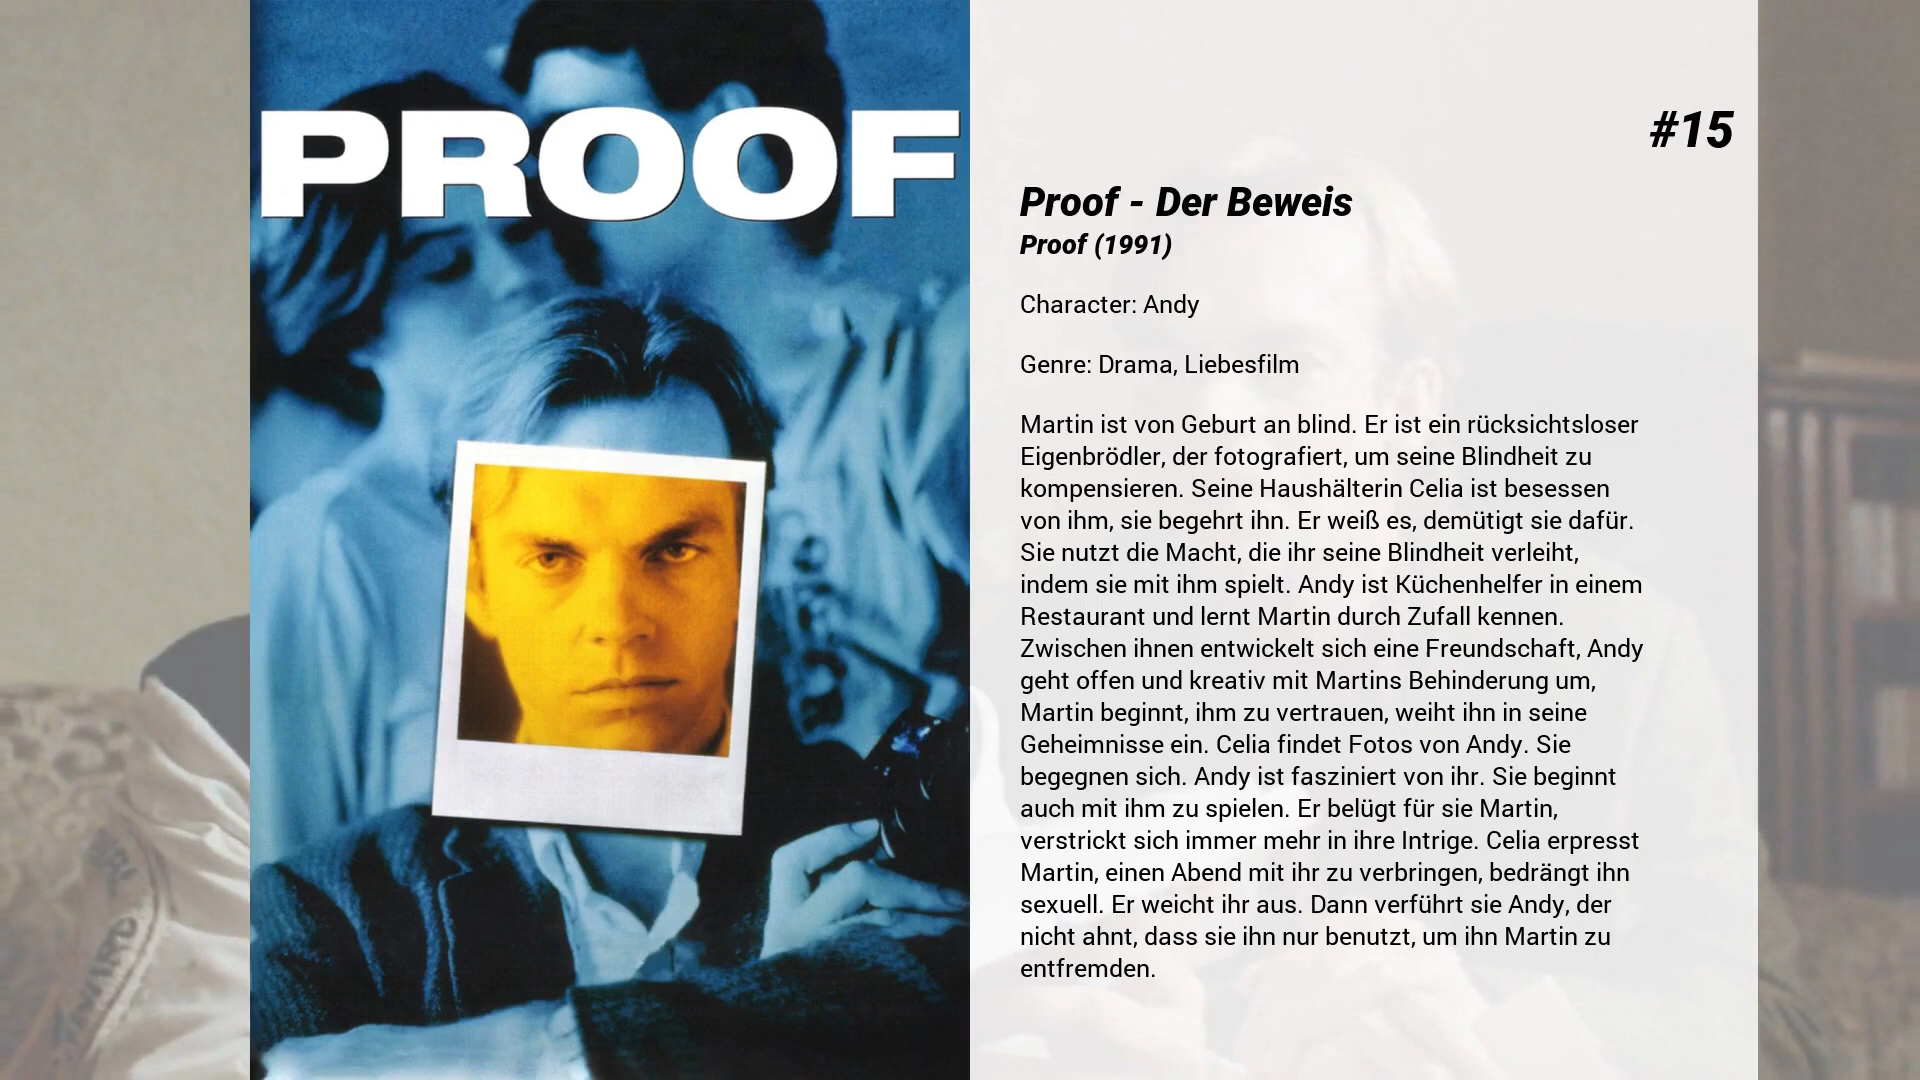 PROOF
#15
Proof - Der Beweis
Proof (1991)
Character: Andy
Genre: Drama, Liebesfilm
Martin ist von Geburt an blind. Er ist ein rücksichtsloser
Eigenbrödler, der fotografiert, um seine Blindheit zu
kompensieren. Seine Haushälterin Celia ist besessen
von ihm, sie begehrt ihn. Er weiß es, demütigt sie dafür.
Sie nutzt die Macht, die ihr seine Blindheit verleiht,
indem sie mit ihm spielt. Andy ist Küchenhelfer in einem
Restaurant und lernt Martin durch Zufall kennen.
Zwischen ihnen entwickelt sich eine Freundschaft, Andy
geht offen und kreativ mit Martins Behinderung um,
Martin beginnt, ihm zu vertrauen, weiht ihn in seine
Geheimnisse ein. Celia findet Fotos von Andy. Sie
begegnen sich. Andy ist fasziniert von ihr. Sie beginnt
auch mit ihm zu spielen. Er belügt für sie Martin,
verstrickt sich immer mehr in ihre Intrige. Celia erpresst
Martin, einen Abend mit ihr zu verbringen, bedrängt ihn
sexuell. Er weicht ihr aus. Dann verführt sie Andy, der
nicht ahnt, dass sie ihn nur benutzt, um ihn Martin zu
entfremden.